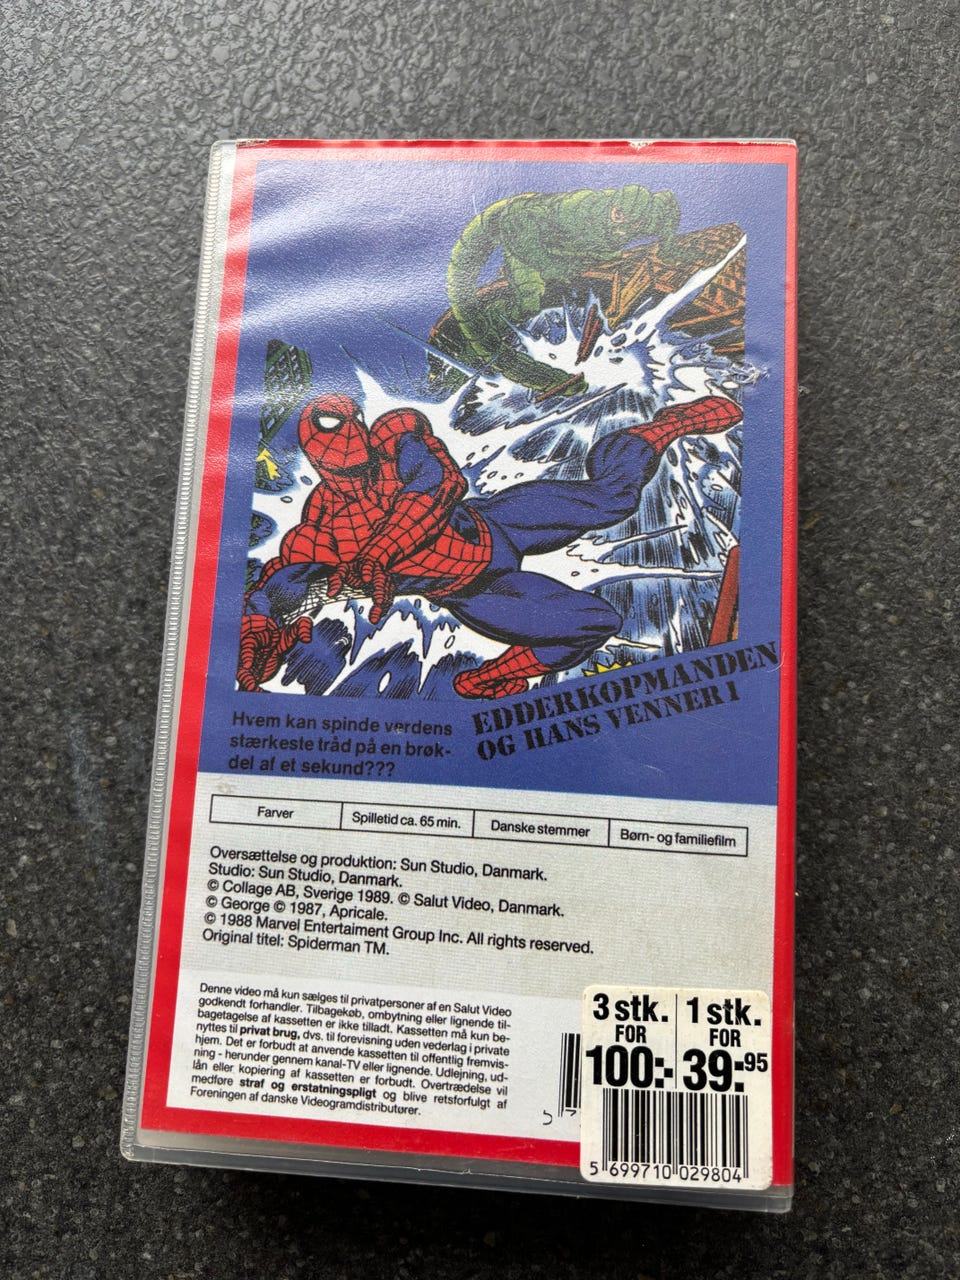 EDDERKOPMANDEN
OG HANS VENNER 1
Hvem kan spinde verdens
stærkeste tråd på en brøk-
del af et sekund???
Farver
Spilletid ca. 65 min.
Danske stemmer
Børn- og familiefilm
Oversættelse og produktion: Sun Studio, Danmark.
Studio: Sun Studio, Danmark.
© Collage AB, Sverige 1989. © Salut Video, Danmark.
© George © 1987, Apricale.
© 1988 Marvel Entertaiment Group Inc. All rights reserved.
Original titel: Spiderman TM.
Denne video må kun sælges til privatpersoner af en Salut Video
godkendt forhandler. Tilbagekøb, ombytning eller lignende til-
bagetagelse af kassetten er ikke tilladt. Kassetten må kun be-
nyttes til privat brug, dvs. til forevisning uden vederlag i private
hjem. Det er forbudt at anvende kassetten til offentlig fremvis-
ning - herunder gennem kanal-TV eller lignende. Udlejning, ud-
lån eller kopiering af kassetten er forbudt. Overtrædelse vil
medføre straf og erstatningspligt og blive retsforfulgt af
Foreningen af danske Videogramdistributører.
3 stk. 1 stk.
FOR FOR
100:- 39:95
5 7
5 699710 029804